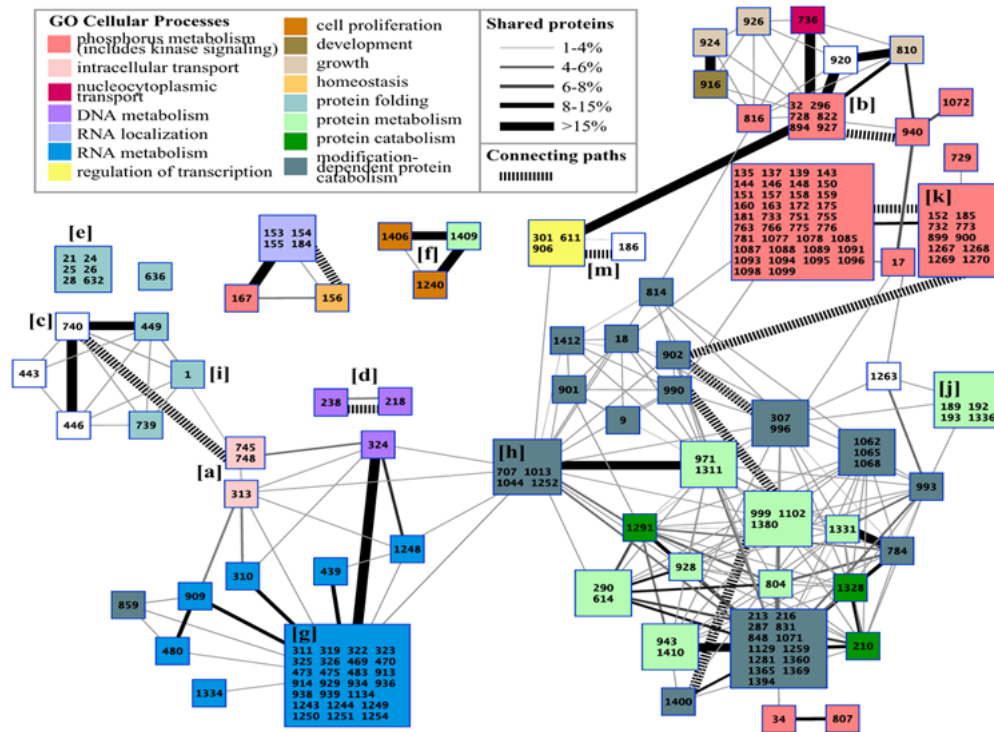 GO Cellular Processes
phosphorus metabolism
(includes kinase signaling)
intracellular transport
nucleocytoplasmic
transport
DNA metabolism
RNA localization
RNA metabolism
regulation of transcription
cell proliferation
development
growth
homeostasis
protein folding
protein metabolism
protein catabolism
modification-
dependent protein
catabolism
Shared proteins
1-4%
4-6%
6-8%
8-15%
>15%
Connecting paths
926
736
924
920
810
916
816
32 296
728 822
894 927
[b]
940
1072
729
135 137 139 143
144 146 148 150
151 157 158 159
160 163 172 175
181 733 751 755
763 766 775 776
781 1077 1078 1085
1087 1088 1089 1091
1093 1094 1095 1096
1098 1099
[k]
152 185
732 773
899 900
1267 1268
1269 1270
17
[e]
21 24
25 26
28 632
636
153 154
155 184
167
156
1406
1409
[f]
1240
301 611
906
186
[m]
[c]
740
449
443
1
[i]
446
739
[d]
238
218
745
748
[a]
313
324
814
1412
18
902
901
990
9
1263
[j]
189 192
193 1336
307
996
[h]
707 1013
1044 1252
971
1311
1062
1065
1068
993
999 1102
1380
1291
1331
784
928
804
1328
290
614
210
943
1410
213 216
287 831
848 1071
1129 1259
1281 1360
1365 1369
1394
1400
34
807
1248
439
310
909
859
480
1334
[g]
311 319 322 323
325 326 469 470
473 475 483 913
914 929 934 936
938 939 1134
1243 1244 1249
1250 1251 1254